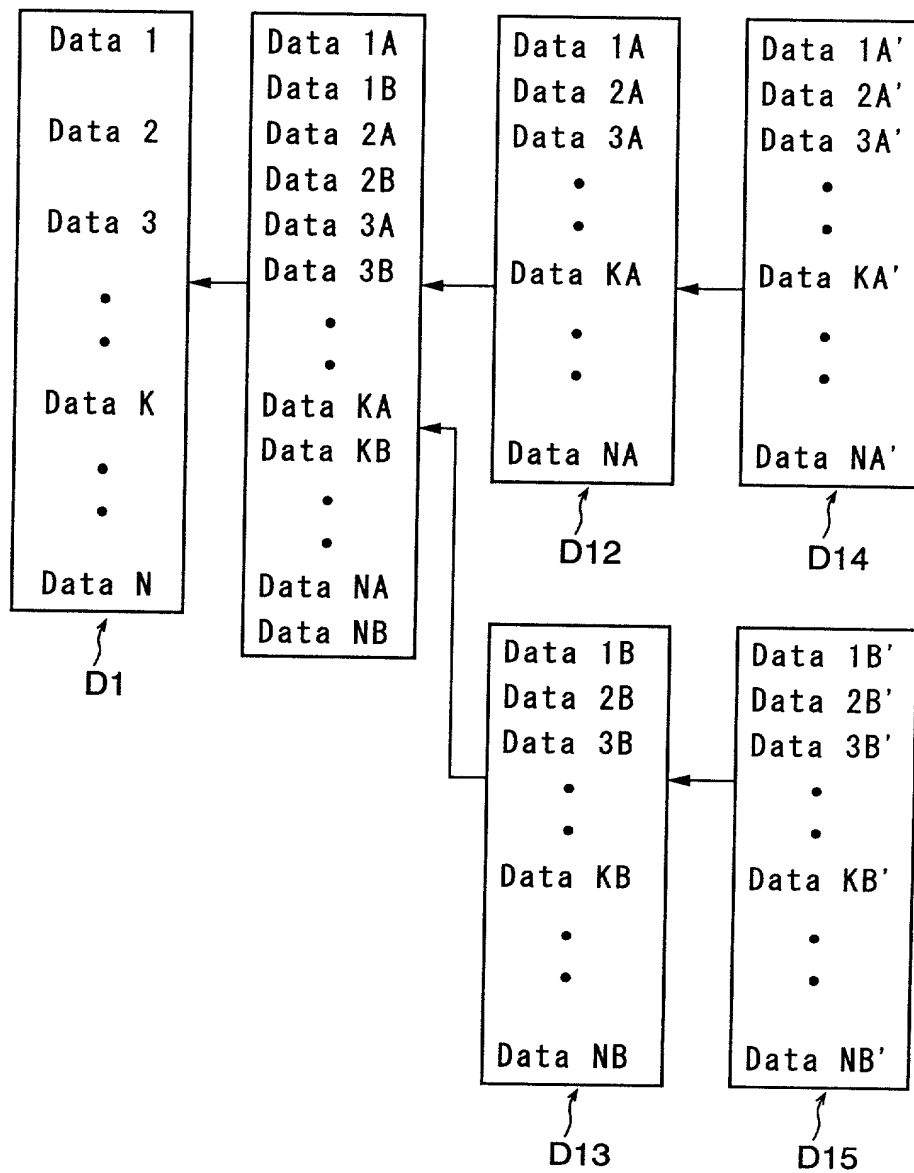 Data 1
Data 2
Data 3
Data K
Data N
D1
Data 1A
Data 1B
Data 2A
Data 2B
Data 3A
Data 3B
Data KA
Data KB
Data NA
Data NB
Data 1A
Data 2A
Data 3A
Data KA
Data NA
D12
Data 1A'
Data 2A'
Data 3A'
Data KA'
Data NA'
D14
Data 1B
Data 2B
Data 3B
Data KB
Data NB
D13
Data 1B'
Data 2B'
Data 3B'
Data KB'
Data NB'
D15